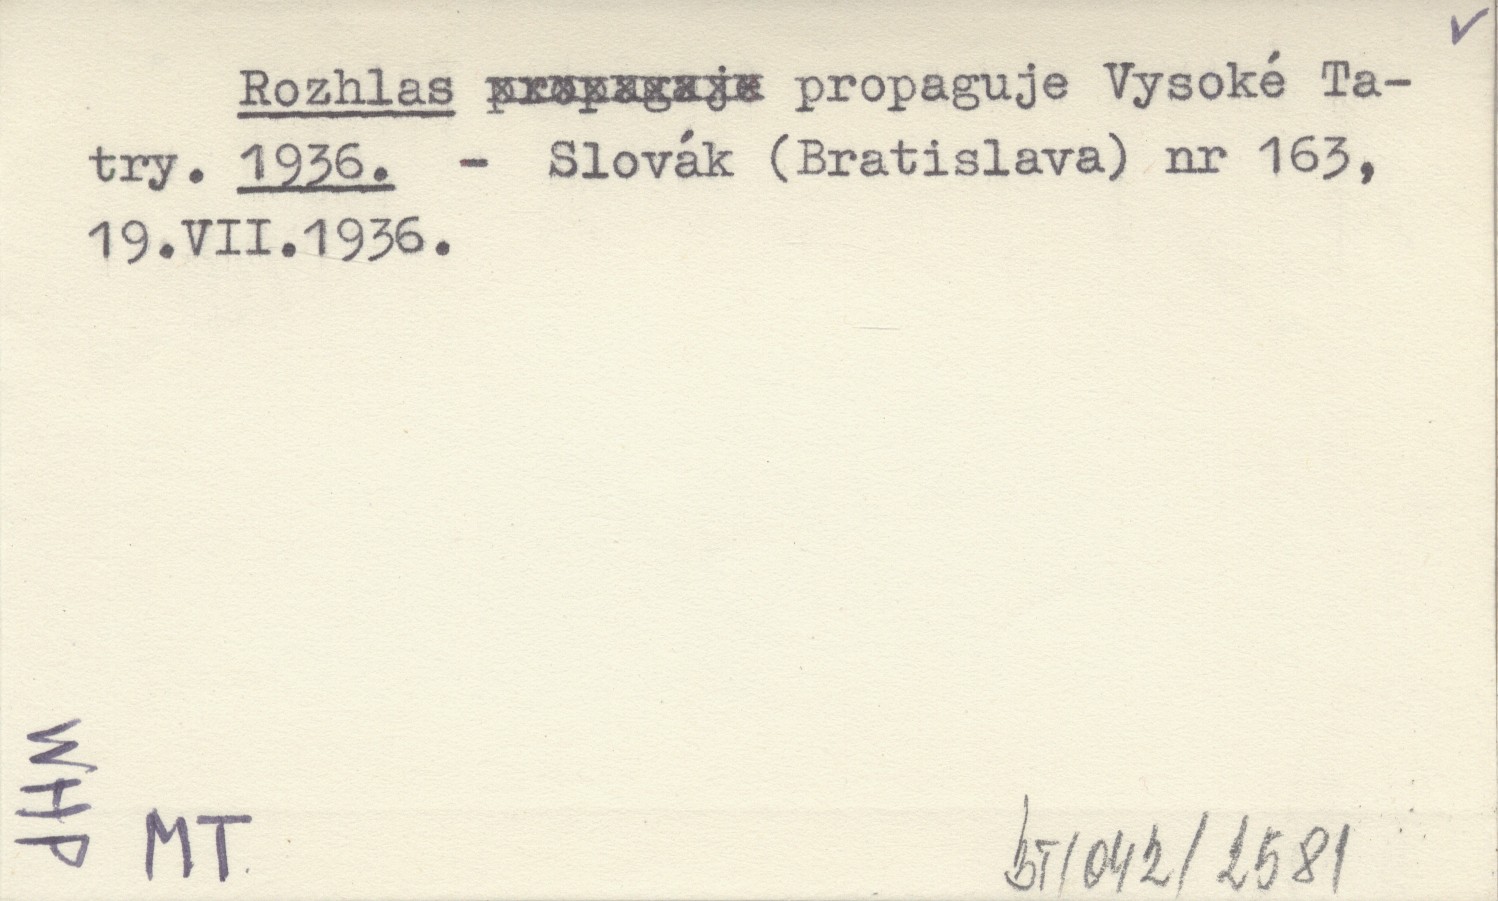 Rozhlas propaguje Vysoké Ta-
try. 1936. - Slovák (Bratislava) nr 163,
19.VII.1936.
WHP
MT
bT/042/2581